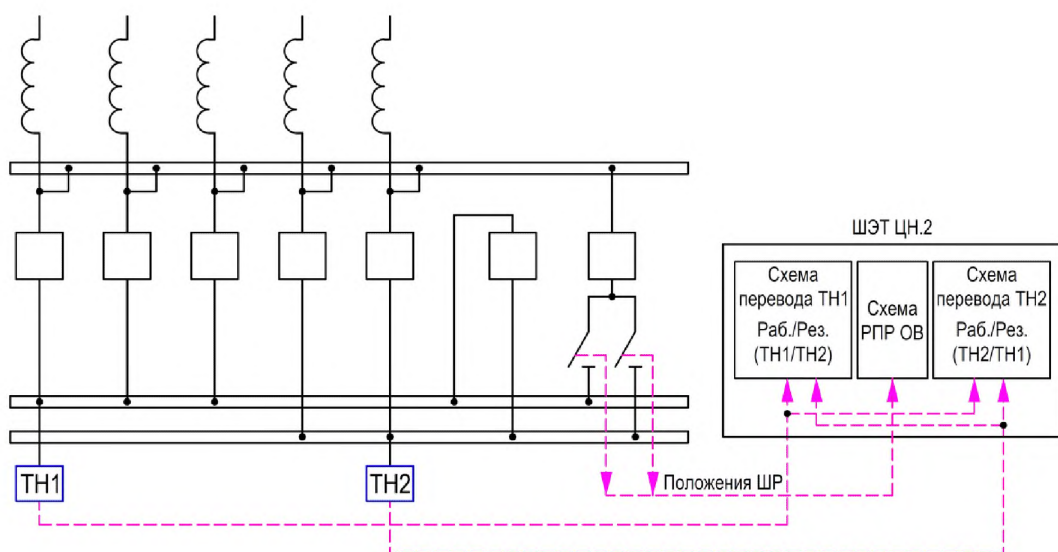 ШЭТ ЦН.2
Схема
перевода ТН1
Раб./Рез.
(ТН1/ТН2)
Схема
РПР ОВ
Схема
перевода ТН2
Раб./Рез.
(ТН2/ТН1)
ТН1
ТН2
Положения ШР